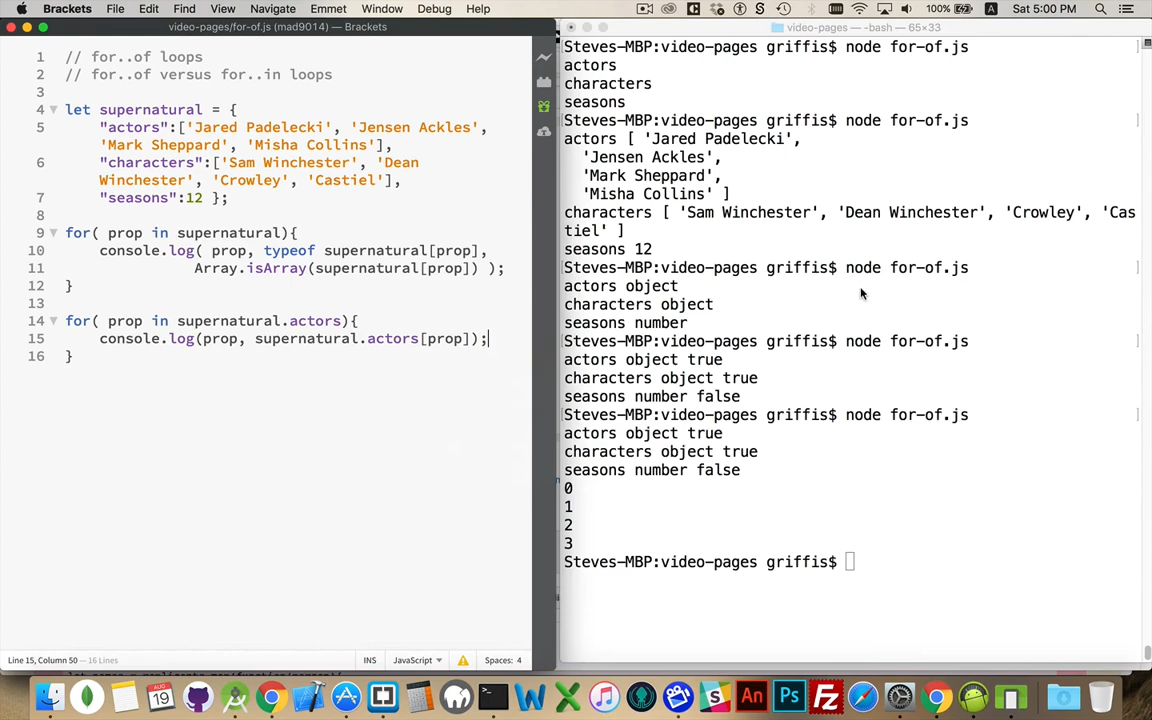 Brackets File Edit Find View Navigate Emmet Window Debug Help 100% Sat 5:00 PM
video-pages/for-of.js (mad9014) — Brackets
1 // for..of loops
2 // for..of versus for..in loops
3
4 let supernatural = {
5 "actors":['Jared Padelecki', 'Jensen Ackles',
'Mark Sheppard', 'Misha Collins'],
6 "characters":['Sam Winchester', 'Dean
Winchester', 'Crowley', 'Castiel'],
7 "seasons":12 };
8
9 for( prop in supernatural){
10 console.log( prop, typeof supernatural[prop],
11 Array.isArray(supernatural[prop]) );
12 }
13
14 for( prop in supernatural.actors){
15 console.log(prop, supernatural.actors[prop]);
16 }
Line 15, Column 50 — 16 Lines
INS JavaScript Spaces: 4
video-pages — -bash — 65×33
Steves-MBP:video-pages griffis$ node for-of.js
actors
characters
seasons
Steves-MBP:video-pages griffis$ node for-of.js
actors [ 'Jared Padelecki',
'Jensen Ackles',
'Mark Sheppard',
'Misha Collins' ]
characters [ 'Sam Winchester', 'Dean Winchester', 'Crowley', 'Cas
tiel' ]
seasons 12
Steves-MBP:video-pages griffis$ node for-of.js
actors object
characters object
seasons number
Steves-MBP:video-pages griffis$ node for-of.js
actors object true
characters object true
seasons number false
Steves-MBP:video-pages griffis$ node for-of.js
actors object true
characters object true
seasons number false
0
1
2
3
Steves-MBP:video-pages griffis$